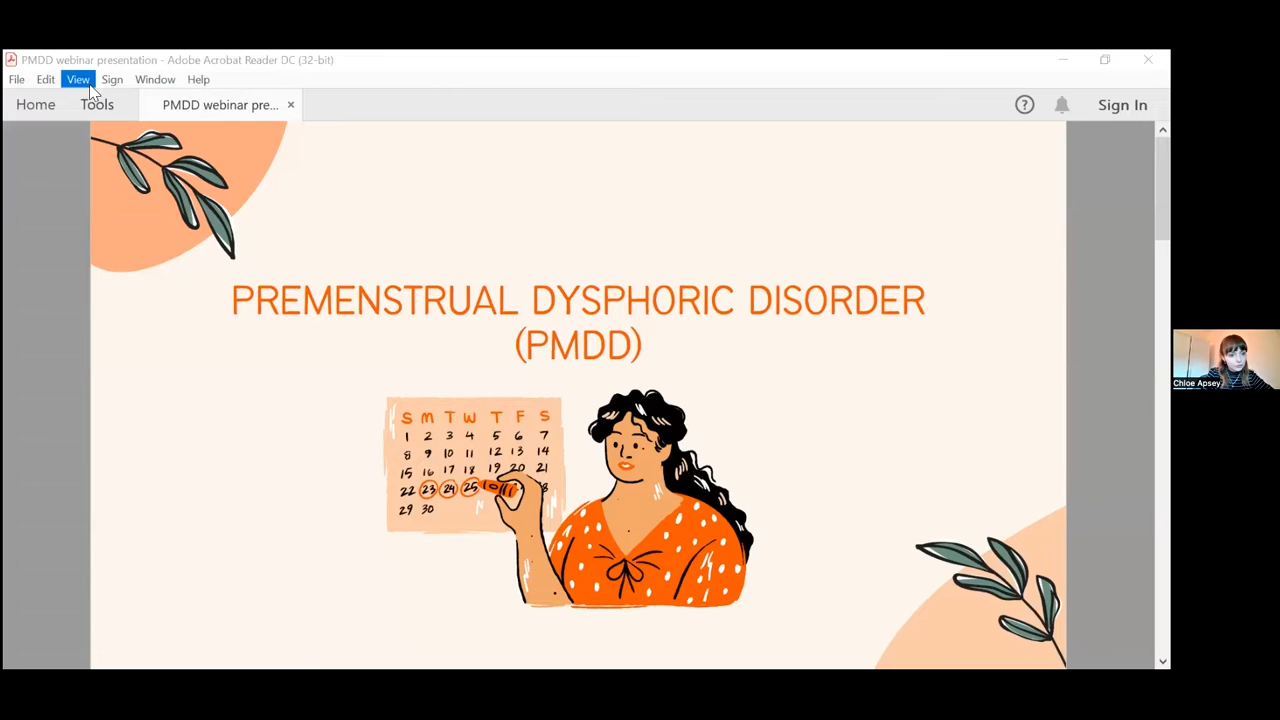 PMDD webinar presentation - Adobe Acrobat Reader DC (32-bit)
File Edit View Sign Window Help
Home Tools PMDD webinar pre... × Sign In
PREMENSTRUAL DYSPHORIC DISORDER
(PMDD)
S M T W T F S
1 2 3 4 5 6 7
8 9 10 11 12 13 14
15 16 17 18 19 20 21
22 23 24 25 8
29 30
Chloe Apsey